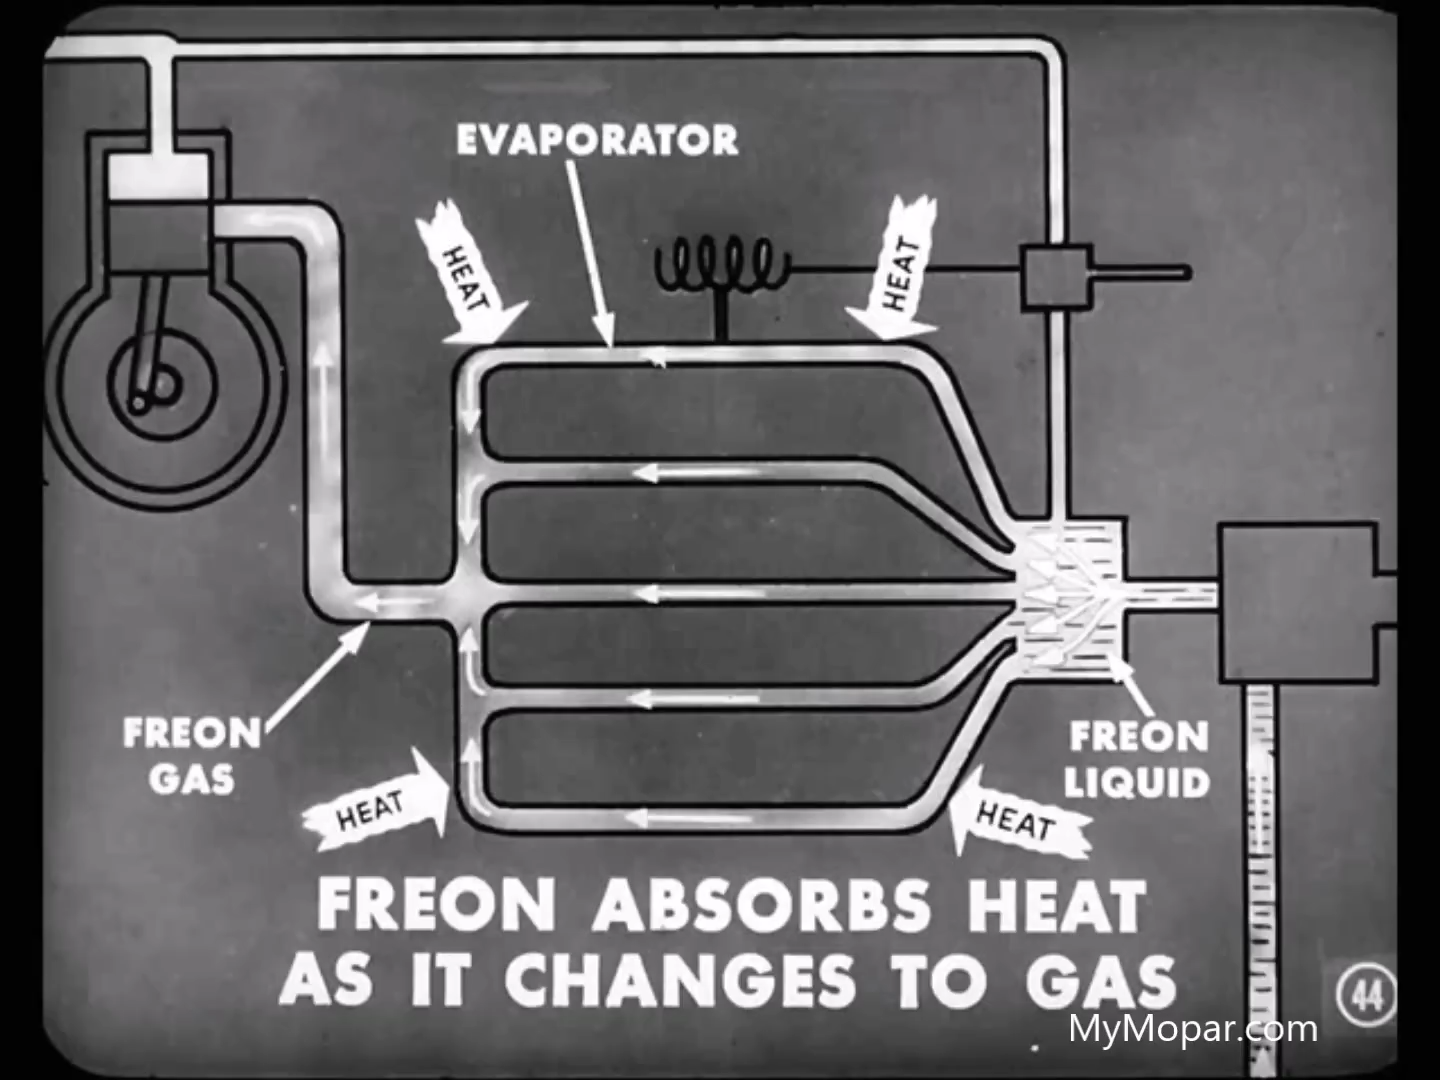 EVAPORATOR
HEAT
HEAT
FREON
GAS
FREON
LIQUID
HEAT
HEAT
FREON ABSORBS HEAT
AS IT CHANGES TO GAS
44
MyMopar.com